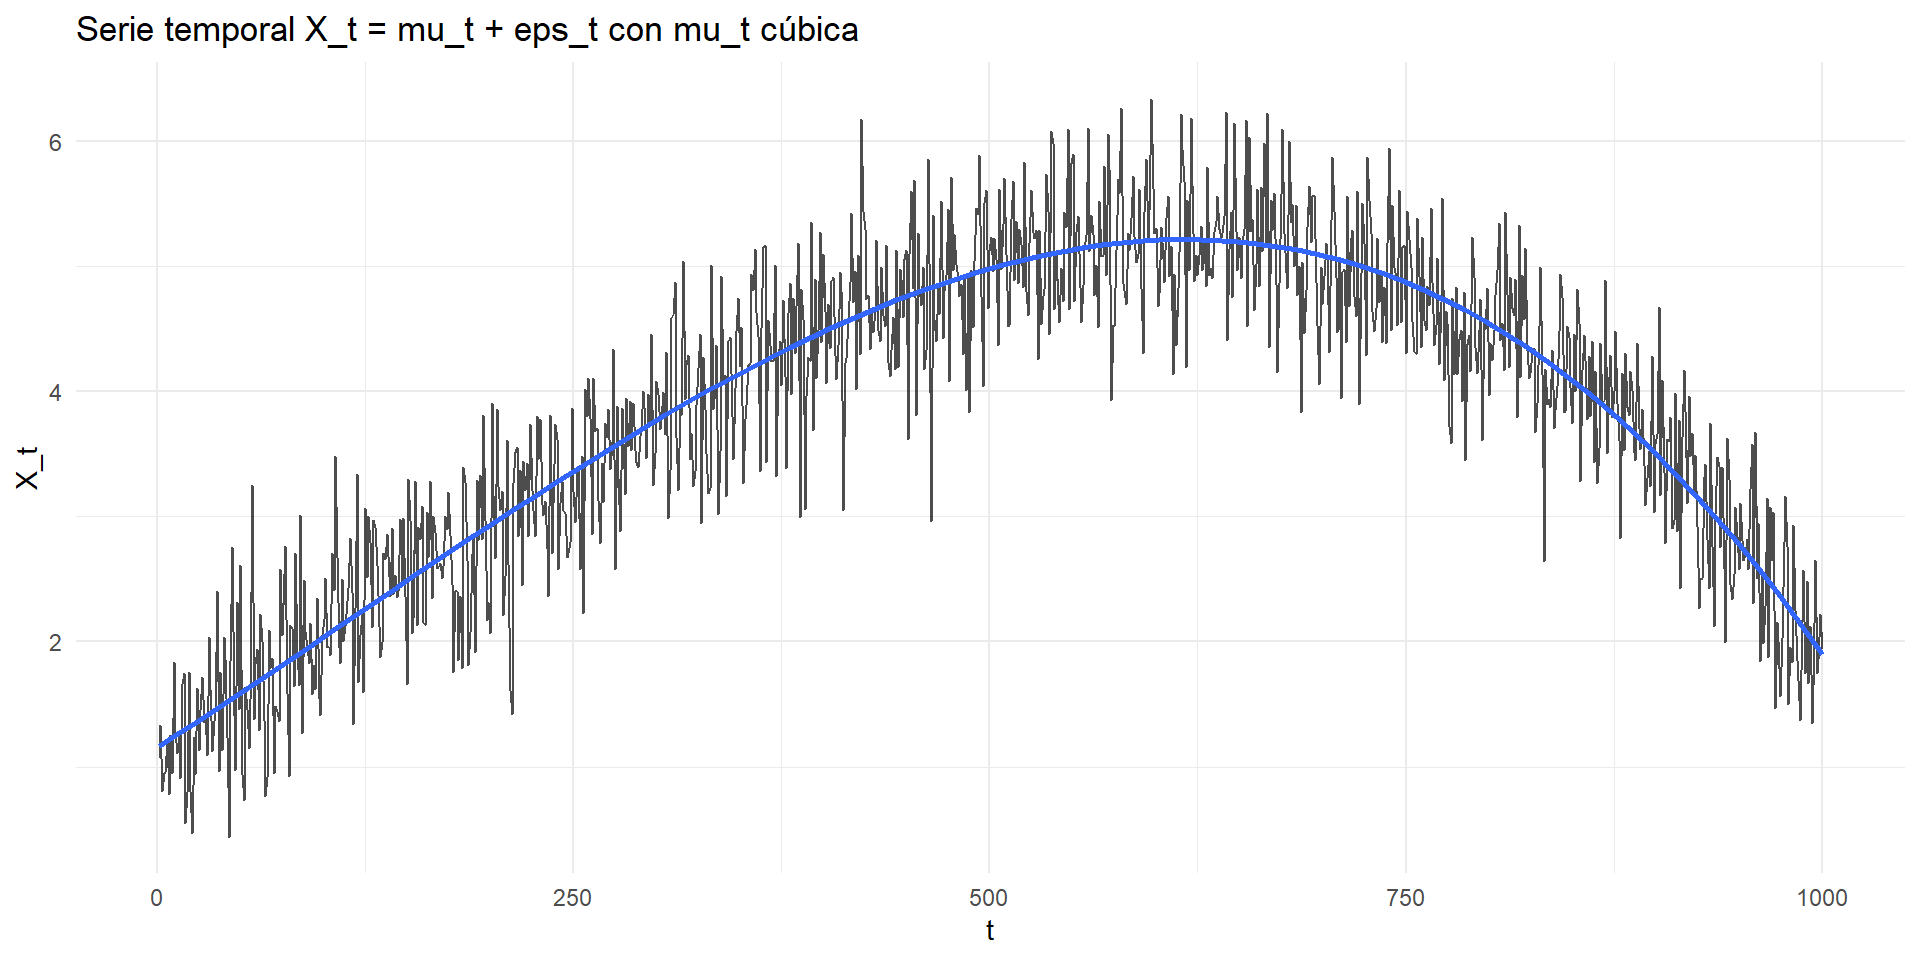 Serie temporal X_t = mu_t + eps_t con mu_t cúbica
6
4
2
X_t
0
250
500
750
1000
t